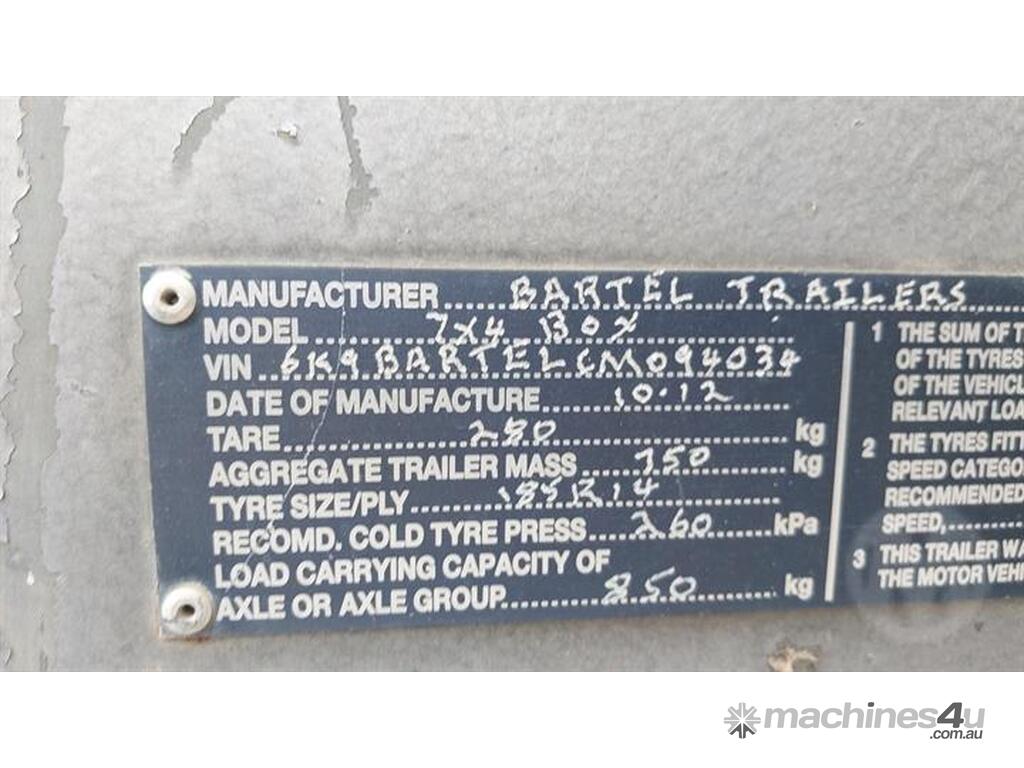 MANUFACTURER.....BARTEL TRAILERS
MODEL.....7X4 BOX
VIN..6K9BARTELCM094034
DATE OF MANUFACTURE.....10.12
TARE.....280.....kg
AGGREGATE TRAILER MASS.....750.....kg
TYRE SIZE/PLY.....185R14
RECOMD. COLD TYRE PRESS.....260.....kPa
LOAD CARRYING CAPACITY OF
AXLE OR AXLE GROUP.....850.....kg
1 THE SUM OF T
OF THE TYRES
OF THE VEHICL
RELEVANT LOA
2 THE TYRES FITT
SPEED CATEGO
RECOMMENDED
SPEED,.....
3 THIS TRAILER WA
THE MOTOR VEHI
machines4u
.com.au